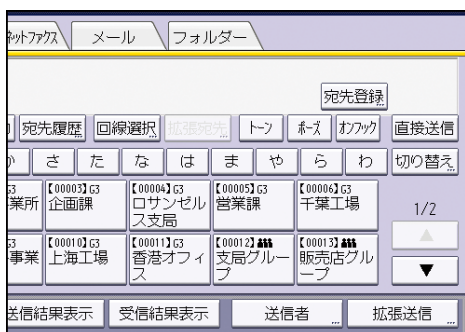 ネットファクス メール フォルダー
宛先登録
宛先履歴 回線選択 拡張宛先 トーン ポーズ オンフック 直接送信
か さ た な は ま や ら わ 切り替え
G3 【00003】G3 【00004】G3 【00005】G3 【00006】G3
業所 企画課 ロサンゼル 営業課 千葉工場 1/2
ス支局
G3 【00010】G3 【00011】G3 【00012】 【00013】
事業 上海工場 香港オフィ 支局グルー 販売店グル
ス プ ープ
送信結果表示 受信結果表示 送信者 拡張送信